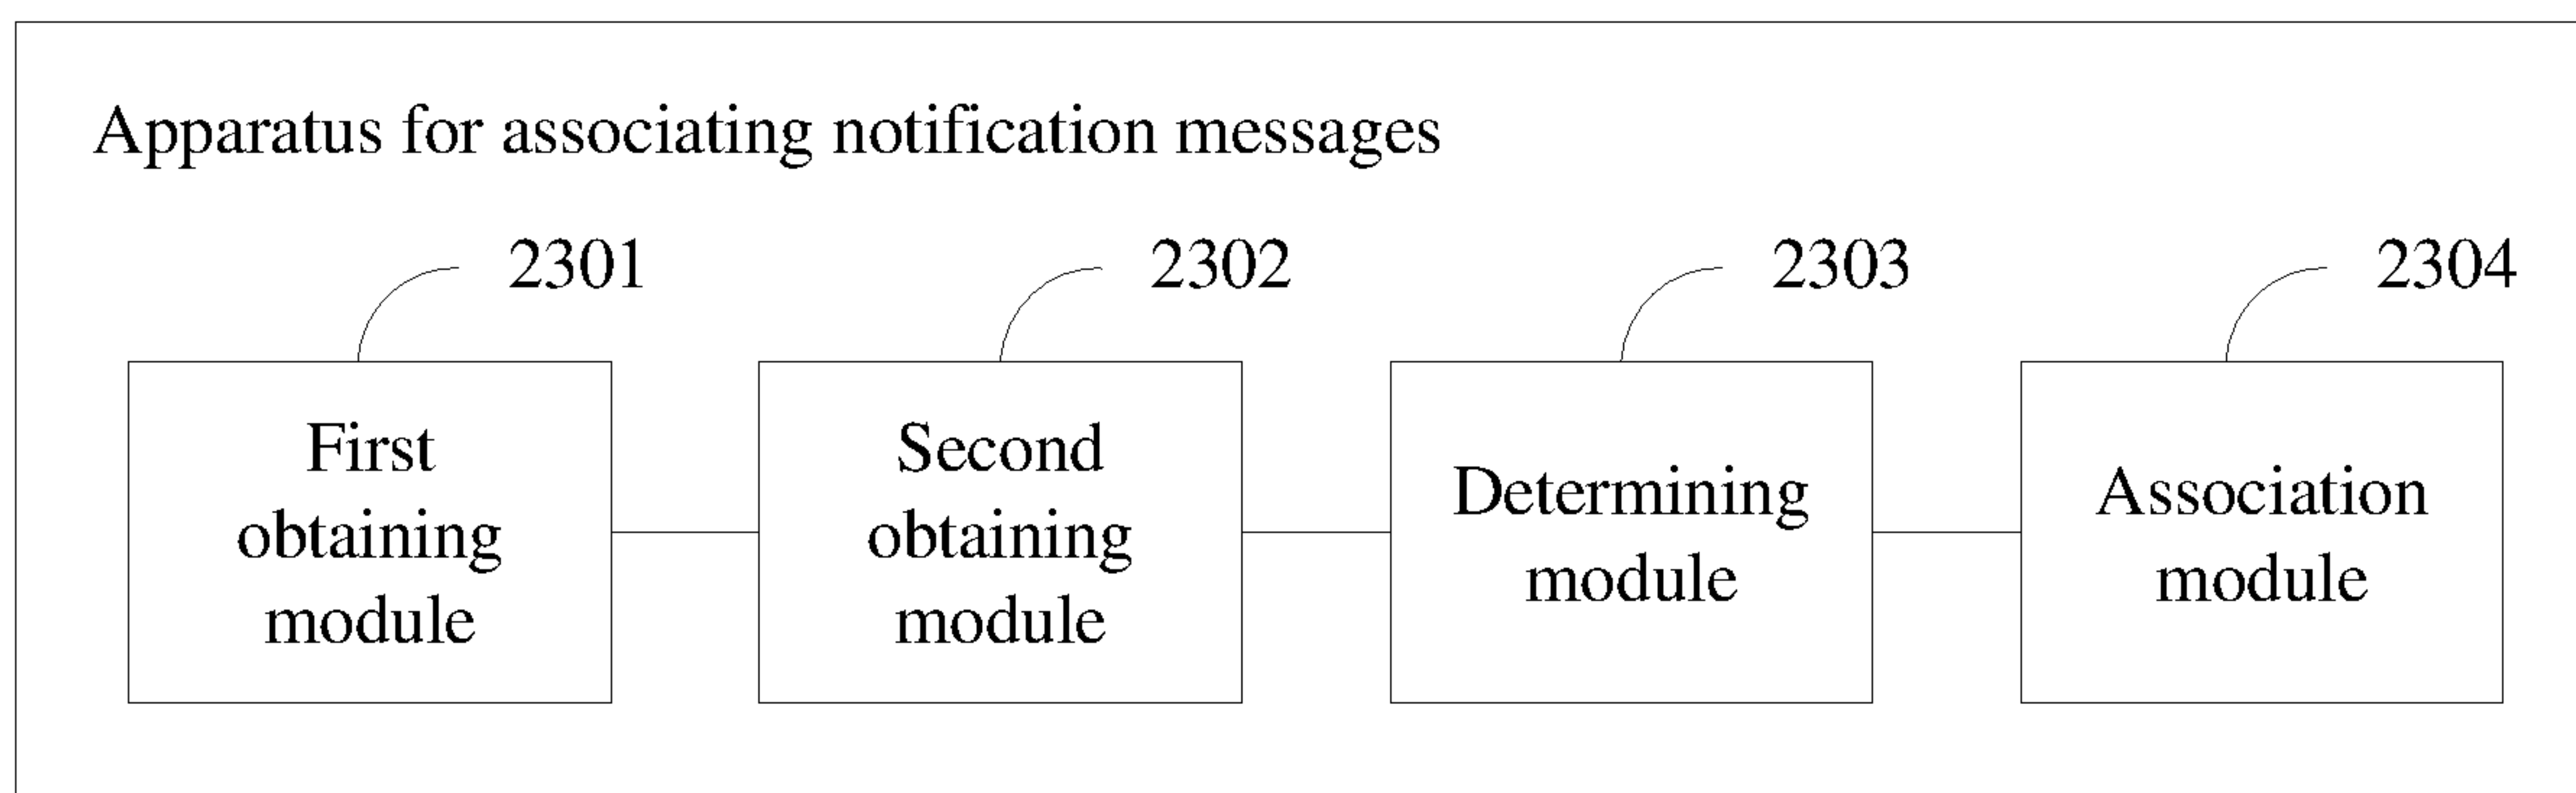 Apparatus for associating notification messages
2301
2302
2303
2304
First
obtaining
module
Second
obtaining
module
Determining
module
Association
module